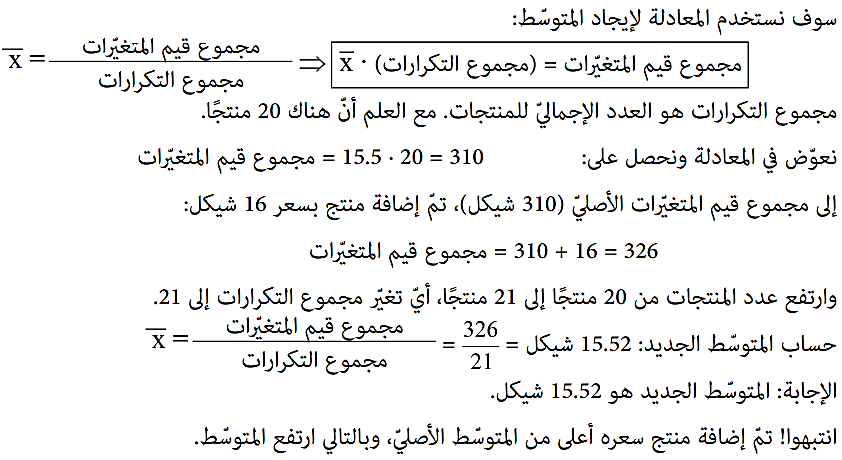 سوف نستخدم المعادلة لإيجاد المتوسّط:
x̄ = مجموع قيم المتغيّرات / مجموع التكرارات ⇒ x̄ · (مجموع التكرارات) = مجموع قيم المتغيّرات
مجموع التكرارات هو العدد الإجماليّ للمنتجات. مع العلم أنّ هناك 20 منتجًا.
نعوّض في المعادلة ونحصل على: مجموع قيم المتغيّرات = 15.5 · 20 = 310
إلى مجموع قيم المتغيّرات الأصليّ (310 شيكل)، تمّ إضافة منتج بسعر 16 شيكل:
مجموع قيم المتغيّرات = 310 + 16 = 326
وارتفع عدد المنتجات من 20 منتجًا إلى 21 منتجًا، أيّ تغيّر مجموع التكرارات إلى 21.
حساب المتوسّط الجديد: 15.52 شيكل = 326 / 21 = مجموع قيم المتغيّرات / مجموع التكرارات = x̄
الإجابة: المتوسّط الجديد هو 15.52 شيكل.
انتبهوا! تمّ إضافة منتج سعره أعلى من المتوسّط الأصليّ، وبالتالي ارتفع المتوسّط.